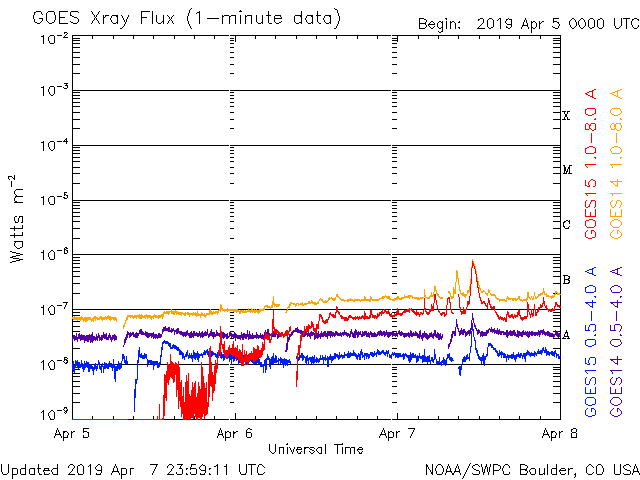 GOES Xray Flux (1-minute data)
Begin: 2019 Apr 5 0000 UTC
10-2
10-3
10-4
10-5
10-6
10-7
10-8
10-9
Watts m-2
X
M
C
B
A
GOES15 1.0-8.0 A
GOES14 1.0-8.0 A
GOES15 0.5-4.0 A
GOES14 0.5-4.0 A
Apr 5
Apr 6
Apr 7
Apr 8
Universal Time
Updated 2019 Apr 7 23:59:11 UTC
NOAA/SWPC Boulder, CO USA